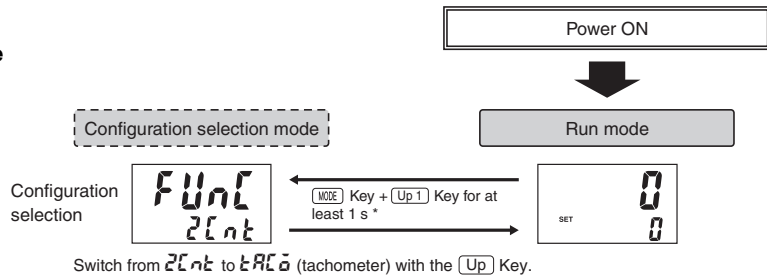 e
Power ON
Configuration selection mode
Run mode
Configuration
selection
FUnC
2Cnt
MODE Key + Up 1 Key for at
least 1 s *
0
SET 0
Switch from 2Cnt to tACo (tachometer) with the Up Key.